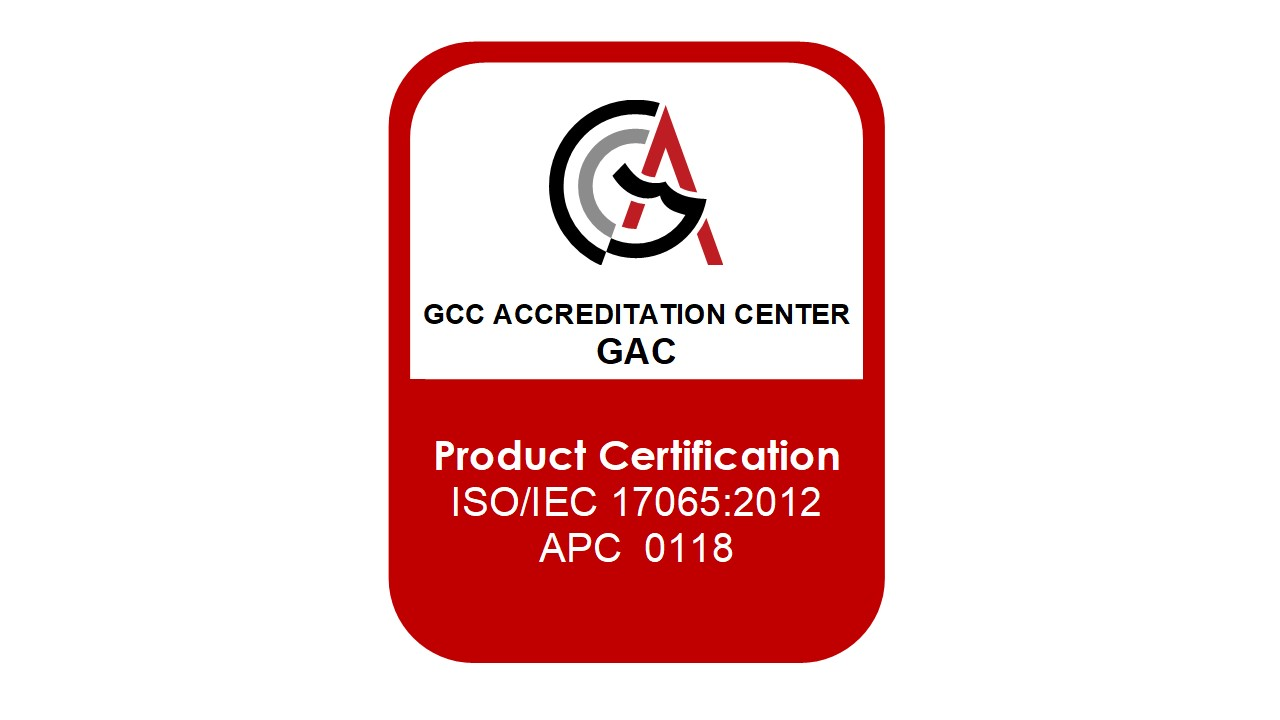 GCC ACCREDITATION CENTER
GAC
Product Certification
ISO/IEC 17065:2012
APC 0118